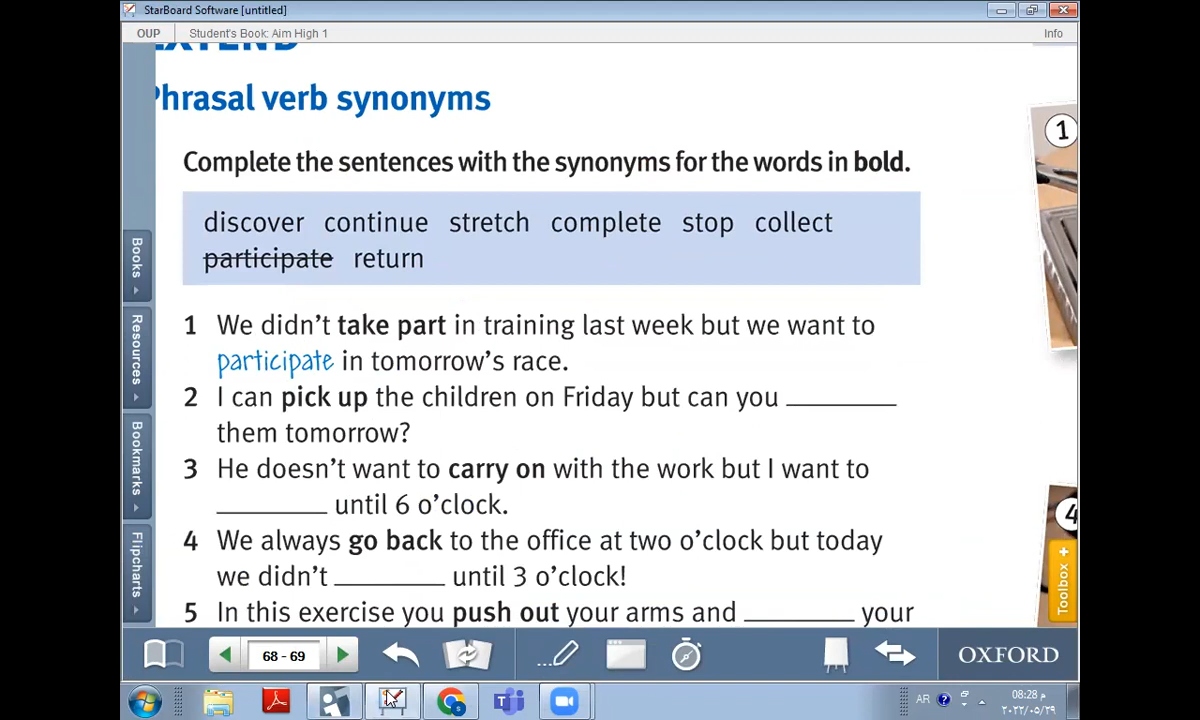 StarBoard Software [untitled]
OUP Student's Book: Aim High 1 Info
EXTEND
Phrasal verb synonyms
Complete the sentences with the synonyms for the words in bold.
discover continue stretch complete stop collect
participate return
1 We didn't take part in training last week but we want to
participate in tomorrow's race.
2 I can pick up the children on Friday but can you ________
them tomorrow?
3 He doesn't want to carry on with the work but I want to
________ until 6 o'clock.
4 We always go back to the office at two o'clock but today
we didn't ________ until 3 o'clock!
5 In this exercise you push out your arms and ________ your
1
4
Books
Resources
Bookmarks
Flipcharts
Toolbox +
68 - 69
OXFORD
AR
08:28 م
٢٠٢٢/٠٥/٢٩